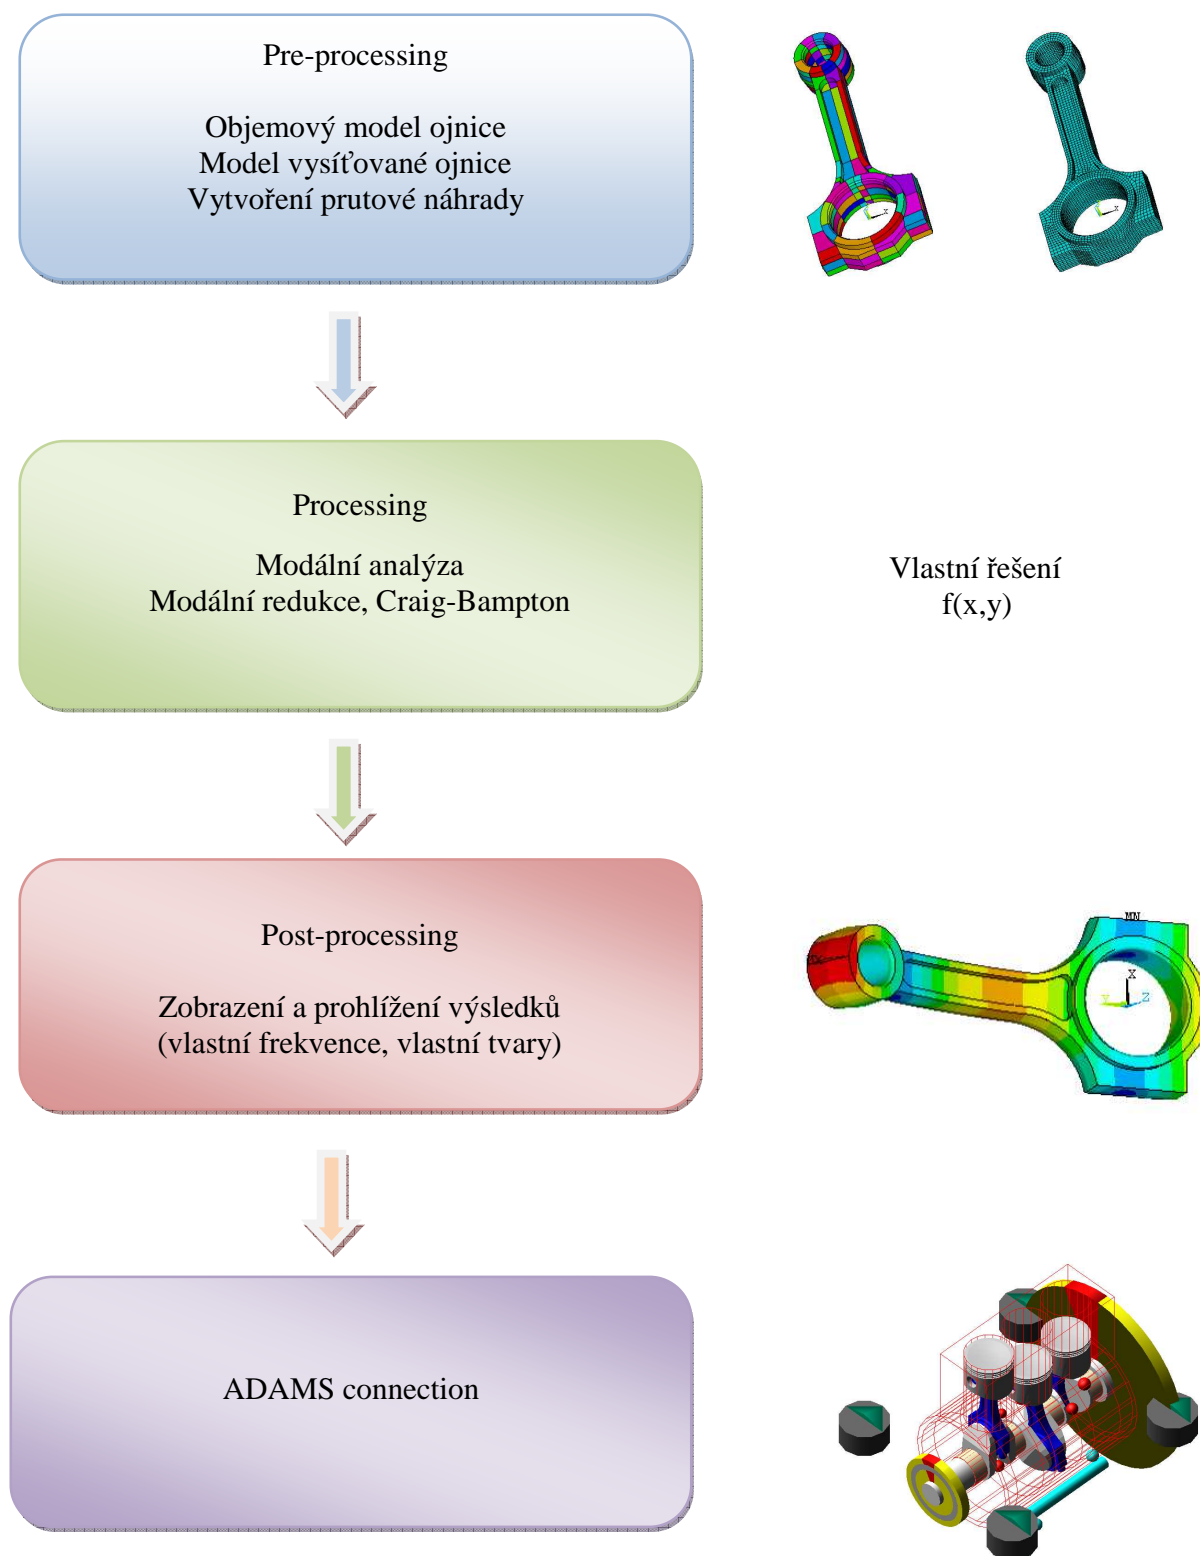 Pre-processing
Objemový model ojnice
Model vysíťované ojnice
Vytvoření prutové náhrady
X
Processing
Modální analýza
Modální redukce, Craig-Bampton
Vlastní řešení
f(x,y)
Post-processing
Zobrazení a prohlížení výsledků
(vlastní frekvence, vlastní tvary)
MN
X
Y
Z
ADAMS connection